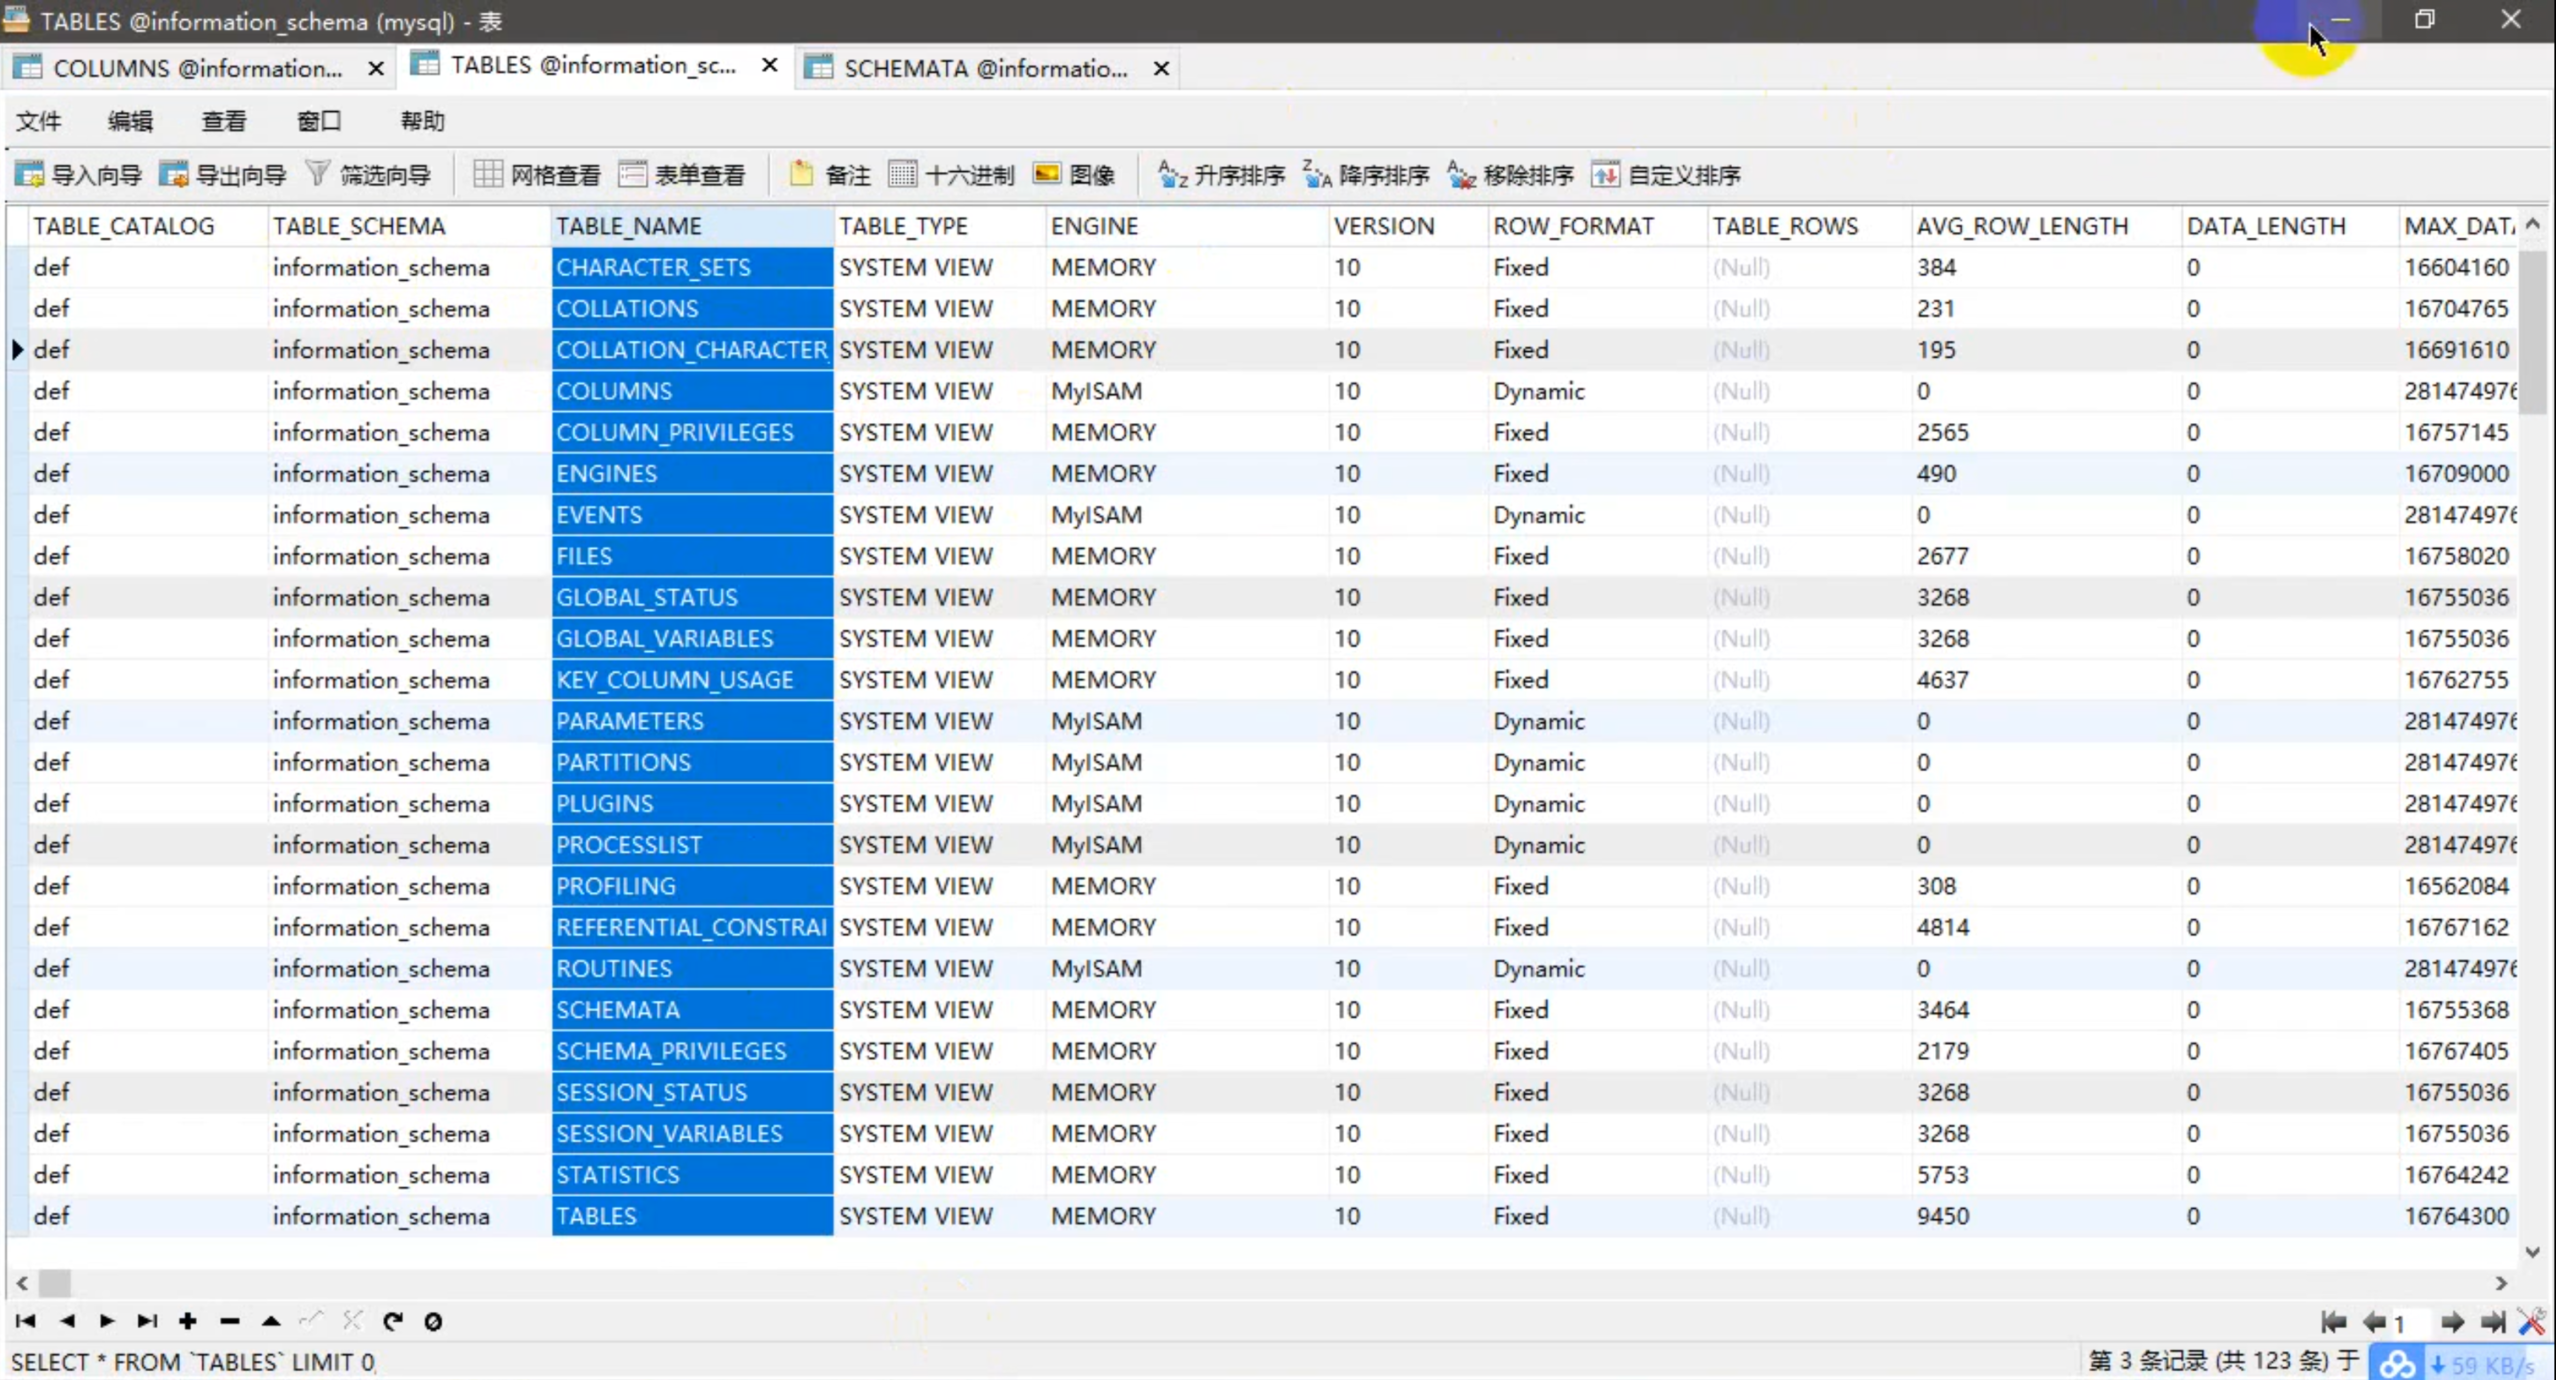 TABLES @information_schema (mysql) - 表
COLUMNS @information... TABLES @information_sc... SCHEMATA @informatio...
文件 编辑 查看 窗口 帮助
导入向导 导出向导 筛选向导 网格查看 表单查看 备注 十六进制 图像 升序排序 降序排序 移除排序 自定义排序
TABLE_CATALOG TABLE_SCHEMA TABLE_NAME TABLE_TYPE ENGINE VERSION ROW_FORMAT TABLE_ROWS AVG_ROW_LENGTH DATA_LENGTH MAX_DATA
def information_schema CHARACTER_SETS SYSTEM VIEW MEMORY 10 Fixed (Null) 384 0 16604160
def information_schema COLLATIONS SYSTEM VIEW MEMORY 10 Fixed (Null) 231 0 16704765
def information_schema COLLATION_CHARACTER_ SYSTEM VIEW MEMORY 10 Fixed (Null) 195 0 16691610
def information_schema COLUMNS SYSTEM VIEW MyISAM 10 Dynamic (Null) 0 0 281474976
def information_schema COLUMN_PRIVILEGES SYSTEM VIEW MEMORY 10 Fixed (Null) 2565 0 16757145
def information_schema ENGINES SYSTEM VIEW MEMORY 10 Fixed (Null) 490 0 16709000
def information_schema EVENTS SYSTEM VIEW MyISAM 10 Dynamic (Null) 0 0 281474976
def information_schema FILES SYSTEM VIEW MEMORY 10 Fixed (Null) 2677 0 16758020
def information_schema GLOBAL_STATUS SYSTEM VIEW MEMORY 10 Fixed (Null) 3268 0 16755036
def information_schema GLOBAL_VARIABLES SYSTEM VIEW MEMORY 10 Fixed (Null) 3268 0 16755036
def information_schema KEY_COLUMN_USAGE SYSTEM VIEW MEMORY 10 Fixed (Null) 4637 0 16762755
def information_schema PARAMETERS SYSTEM VIEW MyISAM 10 Dynamic (Null) 0 0 281474976
def information_schema PARTITIONS SYSTEM VIEW MyISAM 10 Dynamic (Null) 0 0 281474976
def information_schema PLUGINS SYSTEM VIEW MyISAM 10 Dynamic (Null) 0 0 281474976
def information_schema PROCESSLIST SYSTEM VIEW MyISAM 10 Dynamic (Null) 0 0 281474976
def information_schema PROFILING SYSTEM VIEW MEMORY 10 Fixed (Null) 308 0 16562084
def information_schema REFERENTIAL_CONSTRAI SYSTEM VIEW MEMORY 10 Fixed (Null) 4814 0 16767162
def information_schema ROUTINES SYSTEM VIEW MyISAM 10 Dynamic (Null) 0 0 281474976
def information_schema SCHEMATA SYSTEM VIEW MEMORY 10 Fixed (Null) 3464 0 16755368
def information_schema SCHEMA_PRIVILEGES SYSTEM VIEW MEMORY 10 Fixed (Null) 2179 0 16767405
def information_schema SESSION_STATUS SYSTEM VIEW MEMORY 10 Fixed (Null) 3268 0 16755036
def information_schema SESSION_VARIABLES SYSTEM VIEW MEMORY 10 Fixed (Null) 3268 0 16755036
def information_schema STATISTICS SYSTEM VIEW MEMORY 10 Fixed (Null) 5753 0 16764242
def information_schema TABLES SYSTEM VIEW MEMORY 10 Fixed (Null) 9450 0 16764300
1
SELECT * FROM `TABLES` LIMIT 0, 第 3 条记录 (共 123 条) 于 59 KB/s